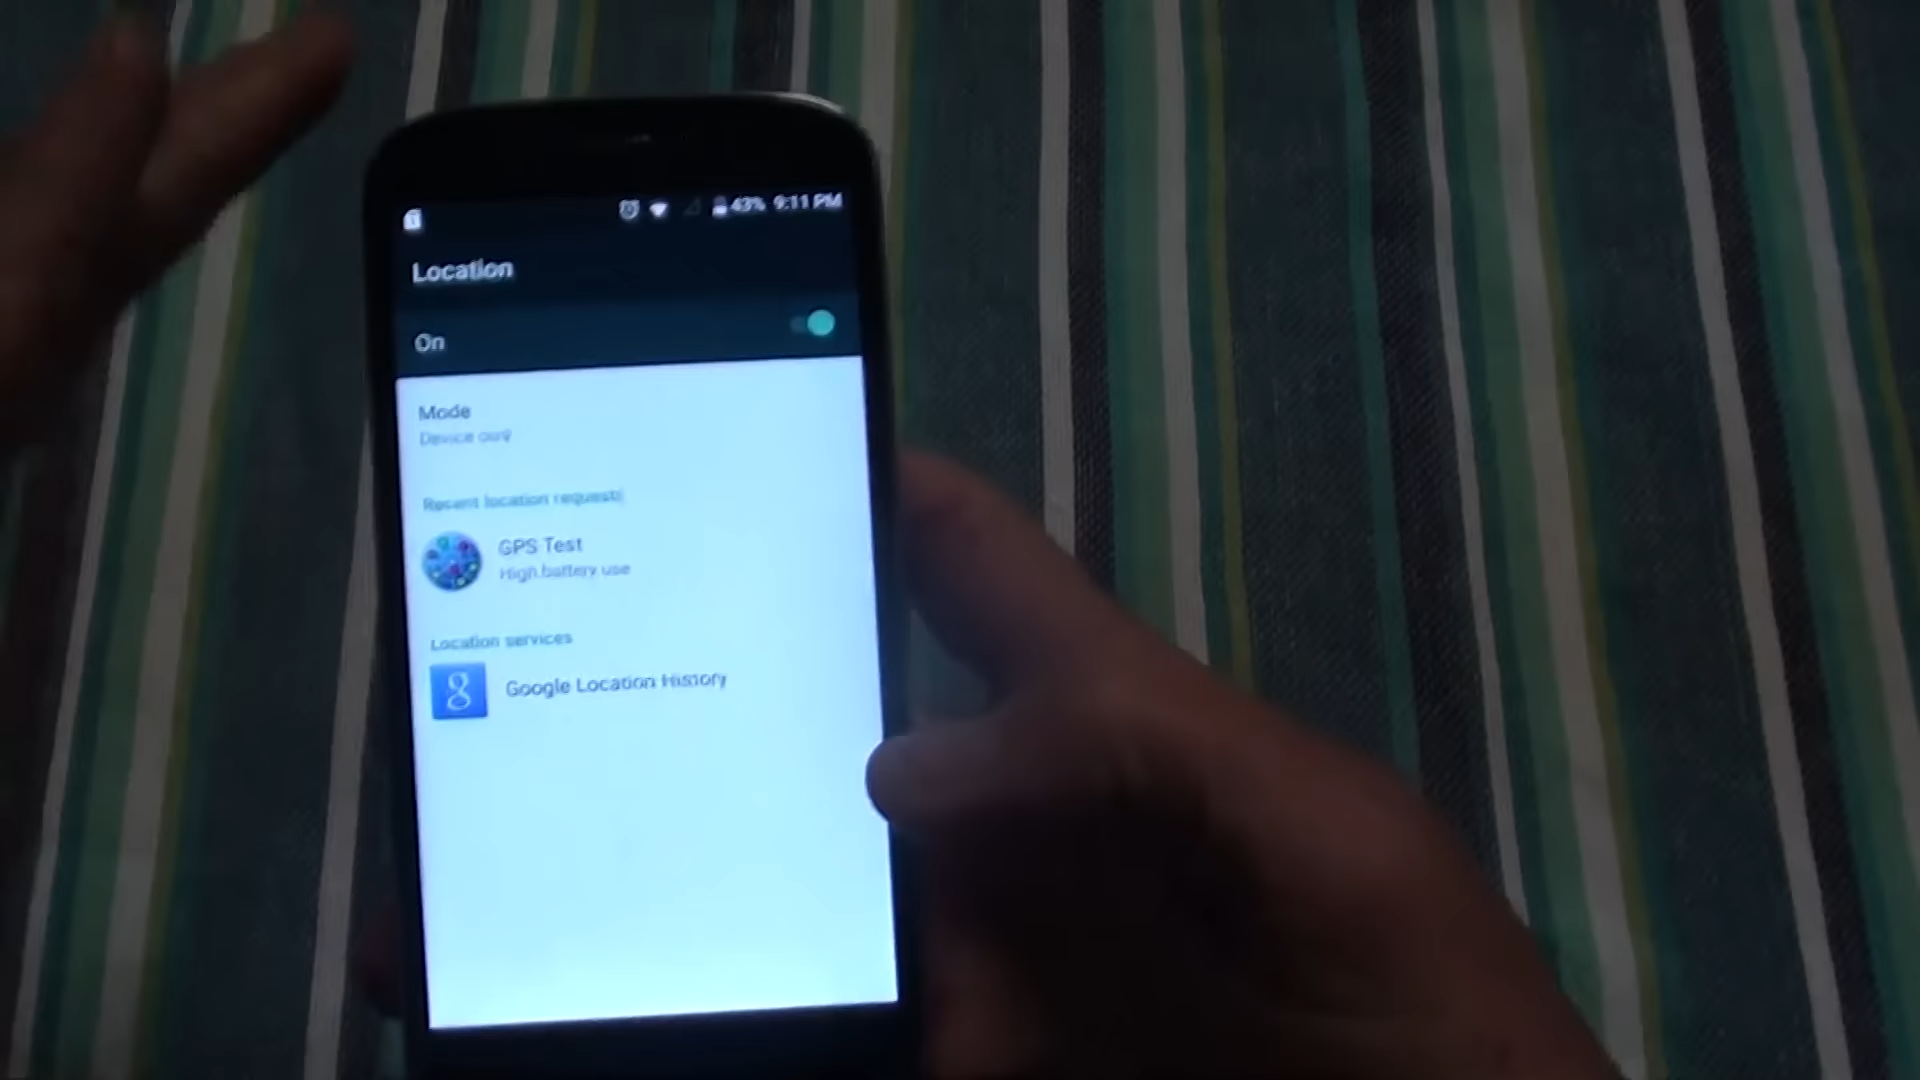 43% 9:11 PM
Location
On
Mode
Device only
Recent location requests
GPS Test
High battery use
Location services
8 Google Location History